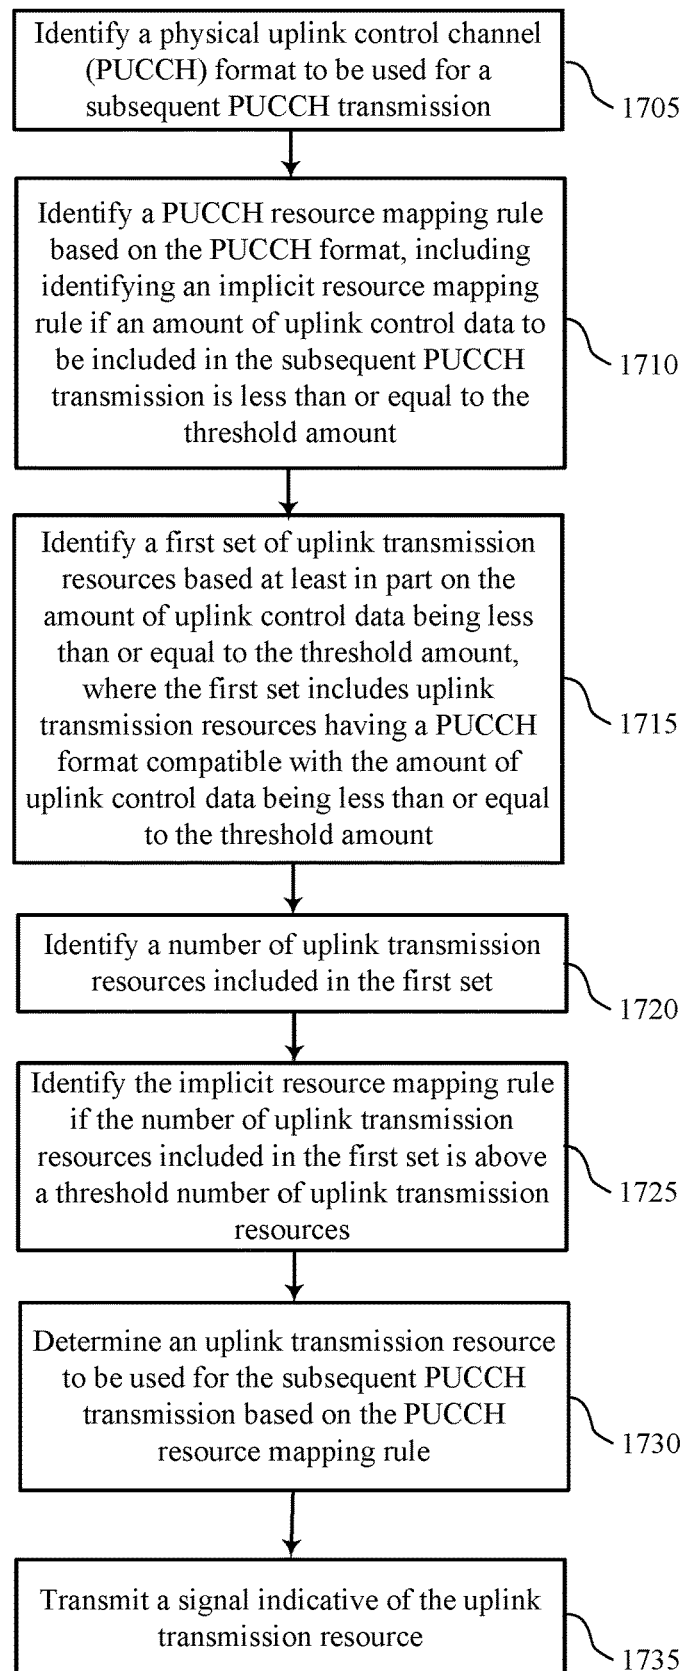 Identify a physical uplink control channel
(PUCCH) format to be used for a
subsequent PUCCH transmission
1705
Identify a PUCCH resource mapping rule
based on the PUCCH format, including
identifying an implicit resource mapping
rule if an amount of uplink control data to
be included in the subsequent PUCCH
transmission is less than or equal to the
threshold amount
1710
Identify a first set of uplink transmission
resources based at least in part on the
amount of uplink control data being less
than or equal to the threshold amount,
where the first set includes uplink
transmission resources having a PUCCH
format compatible with the amount of
uplink control data being less than or equal
to the threshold amount
1715
Identify a number of uplink transmission
resources included in the first set
1720
Identify the implicit resource mapping rule
if the number of uplink transmission
resources included in the first set is above
a threshold number of uplink transmission
resources
1725
Determine an uplink transmission resource
to be used for the subsequent PUCCH
transmission based on the PUCCH
resource mapping rule
1730
Transmit a signal indicative of the uplink
transmission resource
1735